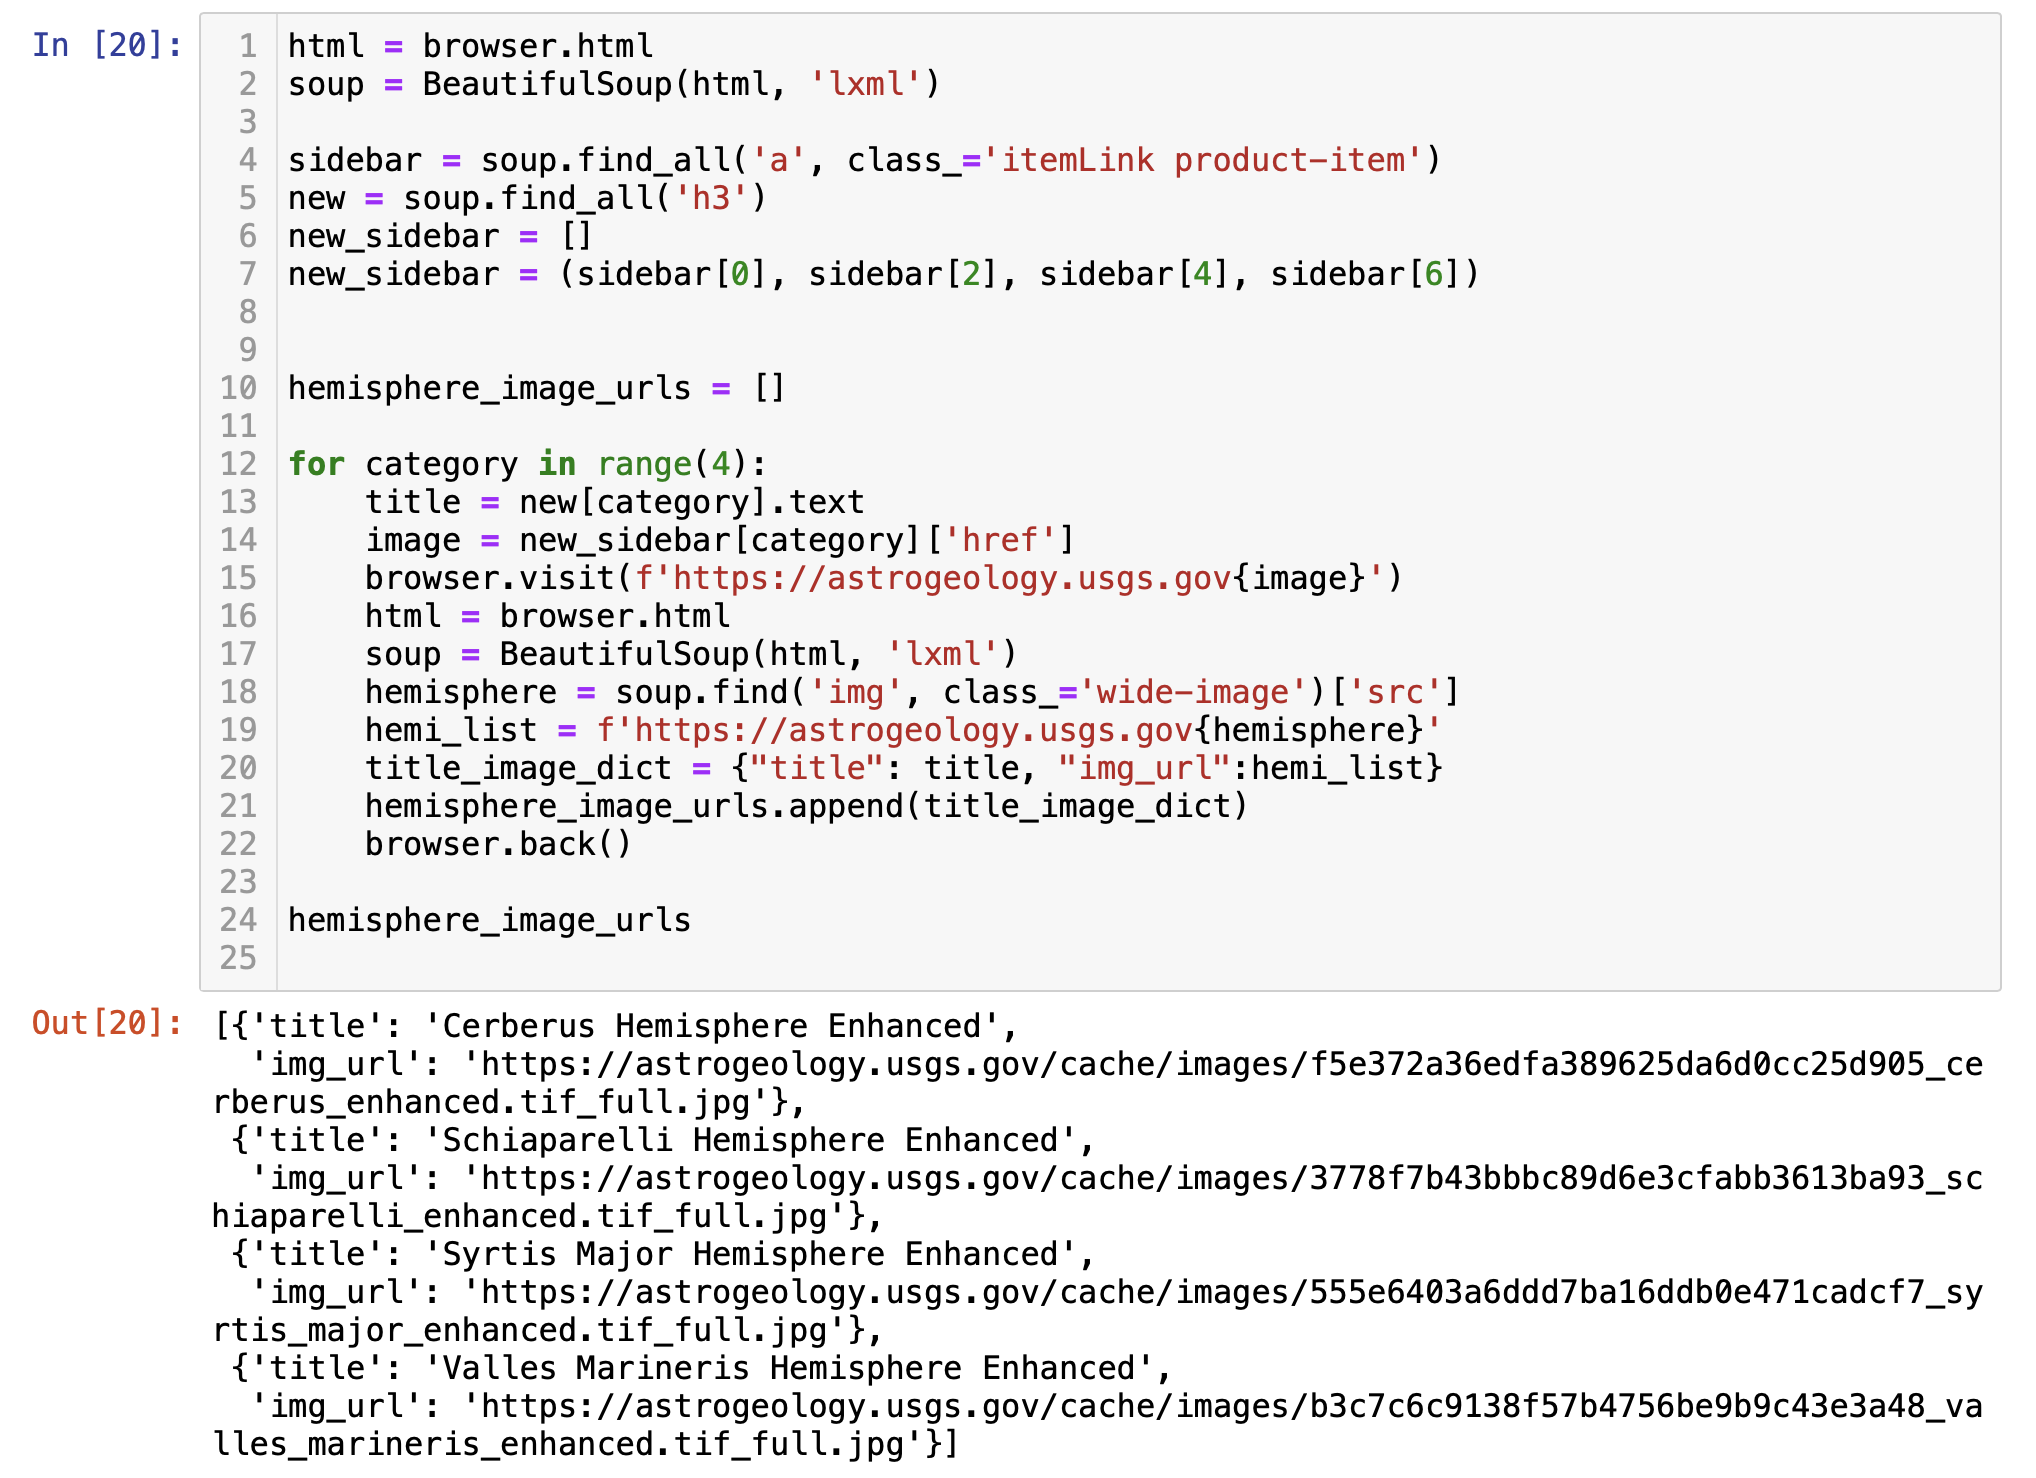 In [20]:
1 html = browser.html
2 soup = BeautifulSoup(html, 'lxml')
3
4 sidebar = soup.find_all('a', class_='itemLink product-item')
5 new = soup.find_all('h3')
6 new_sidebar = []
7 new_sidebar = (sidebar[0], sidebar[2], sidebar[4], sidebar[6])
8
9
10 hemisphere_image_urls = []
11
12 for category in range(4):
13     title = new[category].text
14     image = new_sidebar[category]['href']
15     browser.visit(f'https://astrogeology.usgs.gov{image}')
16     html = browser.html
17     soup = BeautifulSoup(html, 'lxml')
18     hemisphere = soup.find('img', class_='wide-image')['src']
19     hemi_list = f'https://astrogeology.usgs.gov{hemisphere}'
20     title_image_dict = {"title": title, "img_url":hemi_list}
21     hemisphere_image_urls.append(title_image_dict)
22     browser.back()
23
24 hemisphere_image_urls
25
Out[20]: [{'title': 'Cerberus Hemisphere Enhanced',
  'img_url': 'https://astrogeology.usgs.gov/cache/images/f5e372a36edfa389625da6d0cc25d905_ce
rberus_enhanced.tif_full.jpg'},
 {'title': 'Schiaparelli Hemisphere Enhanced',
  'img_url': 'https://astrogeology.usgs.gov/cache/images/3778f7b43bbbc89d6e3cfabb3613ba93_sc
hiaparelli_enhanced.tif_full.jpg'},
 {'title': 'Syrtis Major Hemisphere Enhanced',
  'img_url': 'https://astrogeology.usgs.gov/cache/images/555e6403a6ddd7ba16ddb0e471cadcf7_sy
rtis_major_enhanced.tif_full.jpg'},
 {'title': 'Valles Marineris Hemisphere Enhanced',
  'img_url': 'https://astrogeology.usgs.gov/cache/images/b3c7c6c9138f57b4756be9b9c43e3a48_va
lles_marineris_enhanced.tif_full.jpg'}]